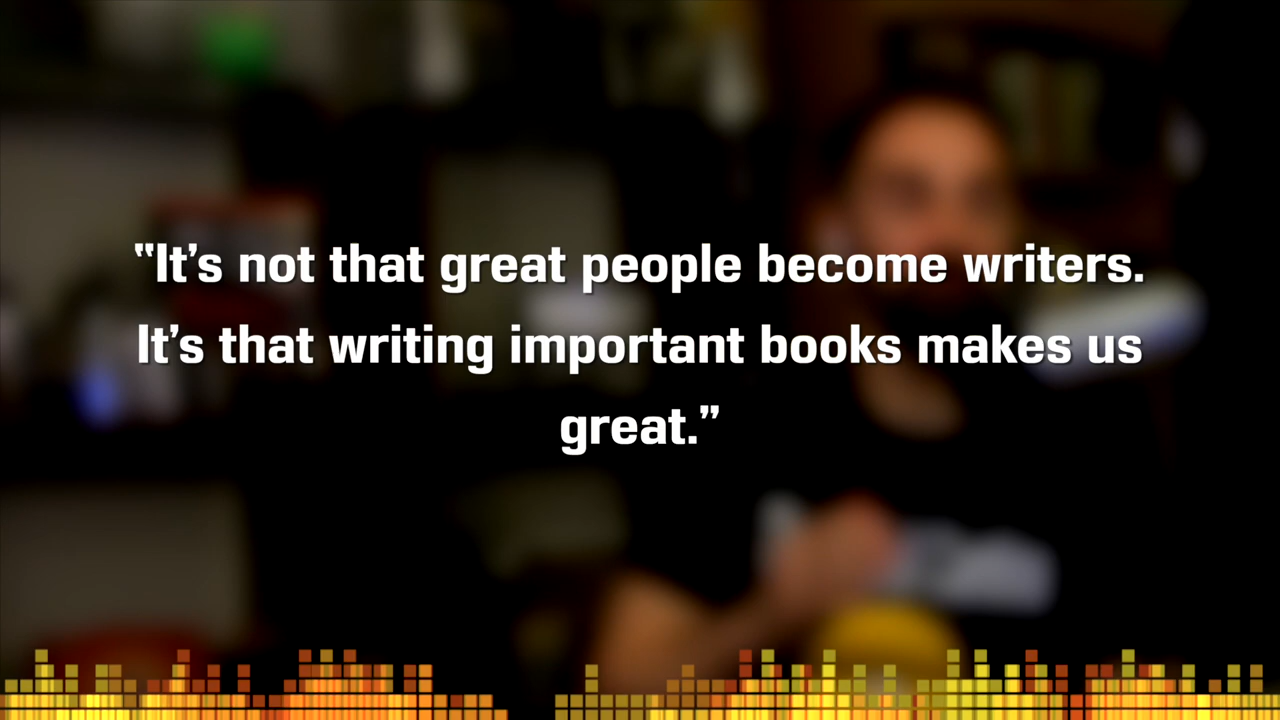 “It’s not that great people become writers.
It’s that writing important books makes us
great.”